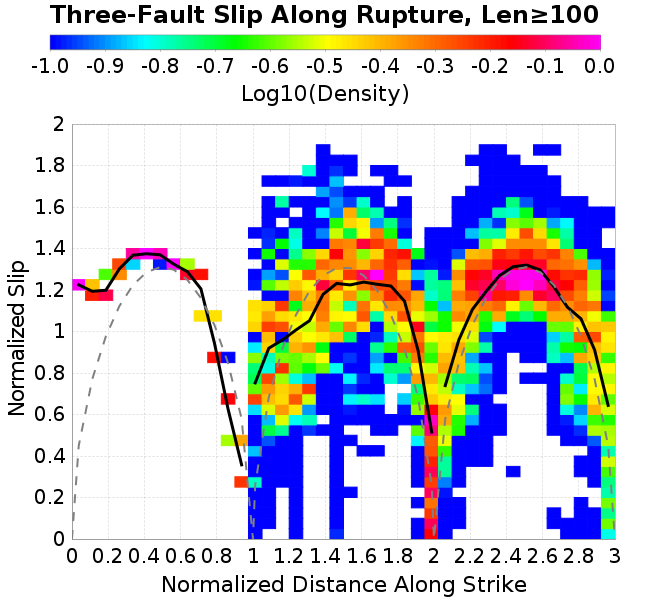 Three-Fault Slip Along Rupture, Len≥100
-1.0 -0.9 -0.8 -0.7 -0.6 -0.5 -0.4 -0.3 -0.2 -0.1 0.0
Log10(Density)
2
1.8
1.6
1.4
1.2
1
0.8
0.6
0.4
0.2
0
Normalized Slip
0 0.2 0.4 0.6 0.8 1 1.2 1.4 1.6 1.8 2 2.2 2.4 2.6 2.8 3
Normalized Distance Along Strike